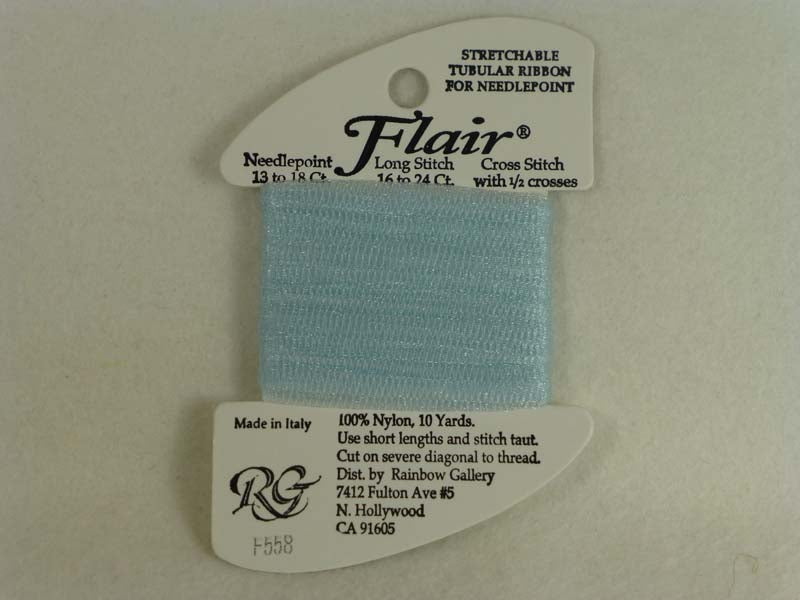 STRETCHABLE
TUBULAR RIBBON
FOR NEEDLEPOINT
Flair®
Needlepoint
13 to 18 Ct.
Long Stitch
16 to 24 Ct.
Cross Stitch
with 1/2 crosses
Made in Italy
RG
F558
100% Nylon, 10 Yards.
Use short lengths and stitch taut.
Cut on severe diagonal to thread.
Dist. by Rainbow Gallery
7412 Fulton Ave #5
N. Hollywood
CA 91605